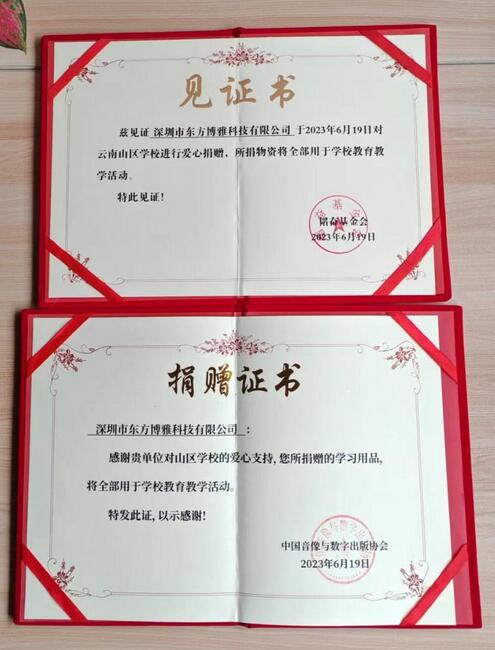 见证书
兹见证 深圳市东方博雅科技有限公司 于2023年6月19日对
云南山区学校进行爱心捐赠，所捐物资将全部用于学校教育教
学活动。
特此见证!
韬奋基金会
2023年6月19日
捐赠证书
深圳市东方博雅科技有限公司 ：
感谢贵单位对山区学校的爱心支持, 您所捐赠的学习用品,
将全部用于学校教育教学活动。
特发此证, 以示感谢!
中国音像与数字出版协会
2023年6月19日